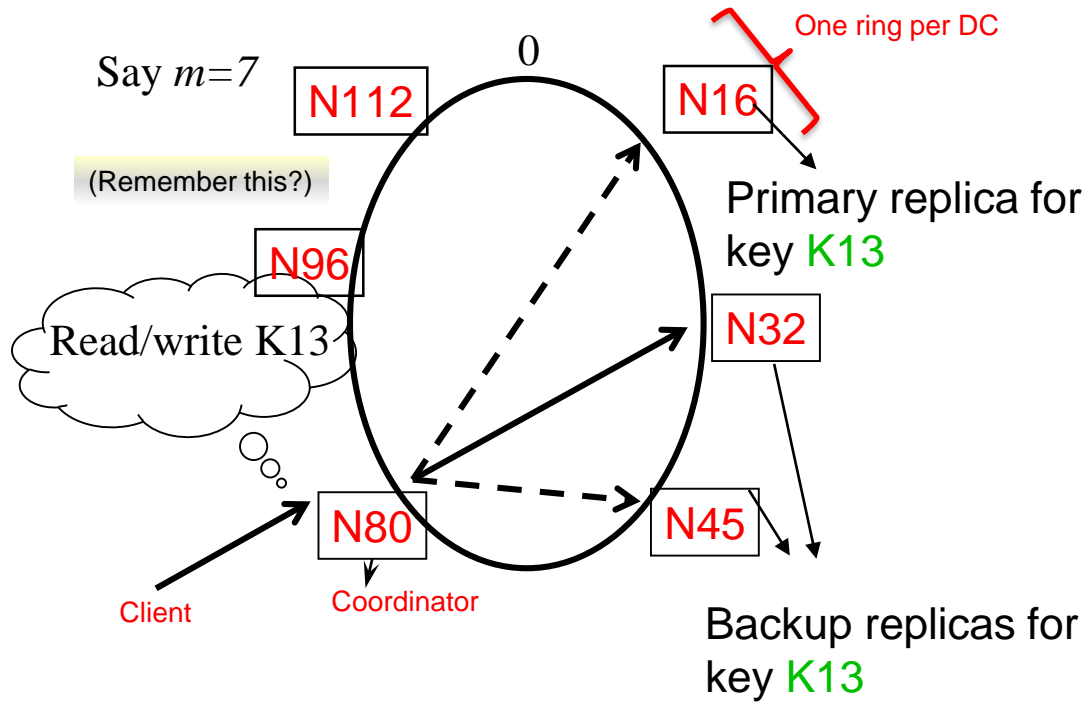 One ring per DC
0
Say m=7
N112
N16
(Remember this?)
Primary replica for
key K13
N96
N32
Read/write K13
N80
N45
Client
Coordinator
Backup replicas for
key K13